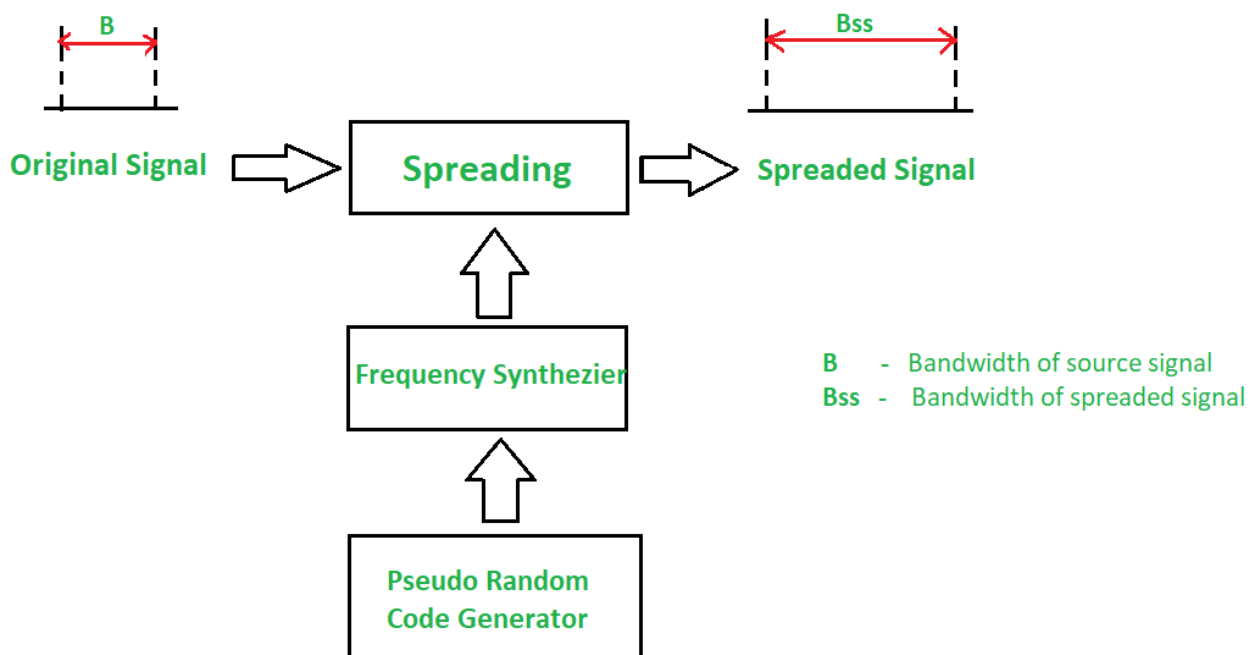 B
Bss
Original Signal
Spreading
Spreaded Signal
Frequency Synthezier
B - Bandwidth of source signal
Bss - Bandwidth of spreaded signal
Pseudo Random
Code Generator